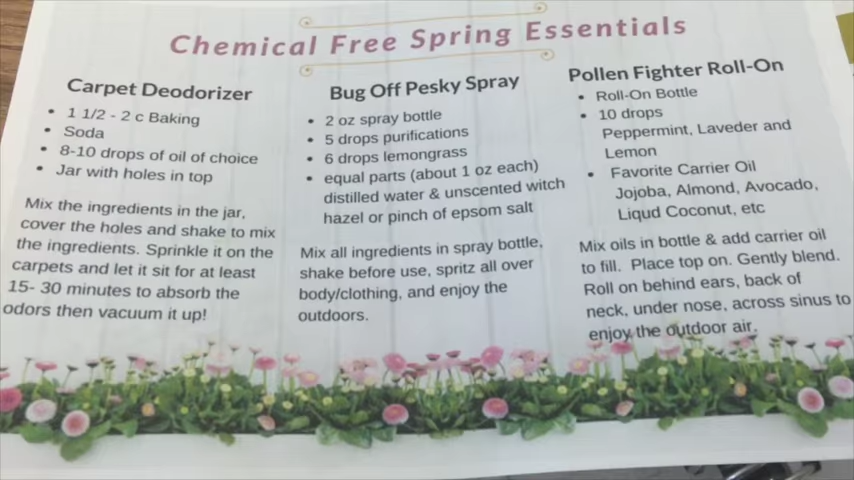 Chemical Free Spring Essentials
Carpet Deodorizer
• 1 1/2 - 2 c Baking
• Soda
• 8-10 drops of oil of choice
• Jar with holes in top
Mix the ingredients in the jar,
cover the holes and shake to mix
the ingredients. Sprinkle it on the
carpets and let it sit for at least
15- 30 minutes to absorb the
odors then vacuum it up!
Bug Off Pesky Spray
• 2 oz spray bottle
• 5 drops purifications
• 6 drops lemongrass
• equal parts (about 1 oz each)
distilled water & unscented witch
hazel or pinch of epsom salt
Mix all ingredients in spray bottle,
shake before use, spritz all over
body/clothing, and enjoy the
outdoors.
Pollen Fighter Roll-On
• Roll-On Bottle
• 10 drops
Peppermint, Laveder and
Lemon
• Favorite Carrier Oil
Jojoba, Almond, Avocado,
Liqud Coconut, etc
Mix oils in bottle & add carrier oil
to fill. Place top on. Gently blend.
Roll on behind ears, back of
neck, under nose, across sinus to
enjoy the outdoor air.